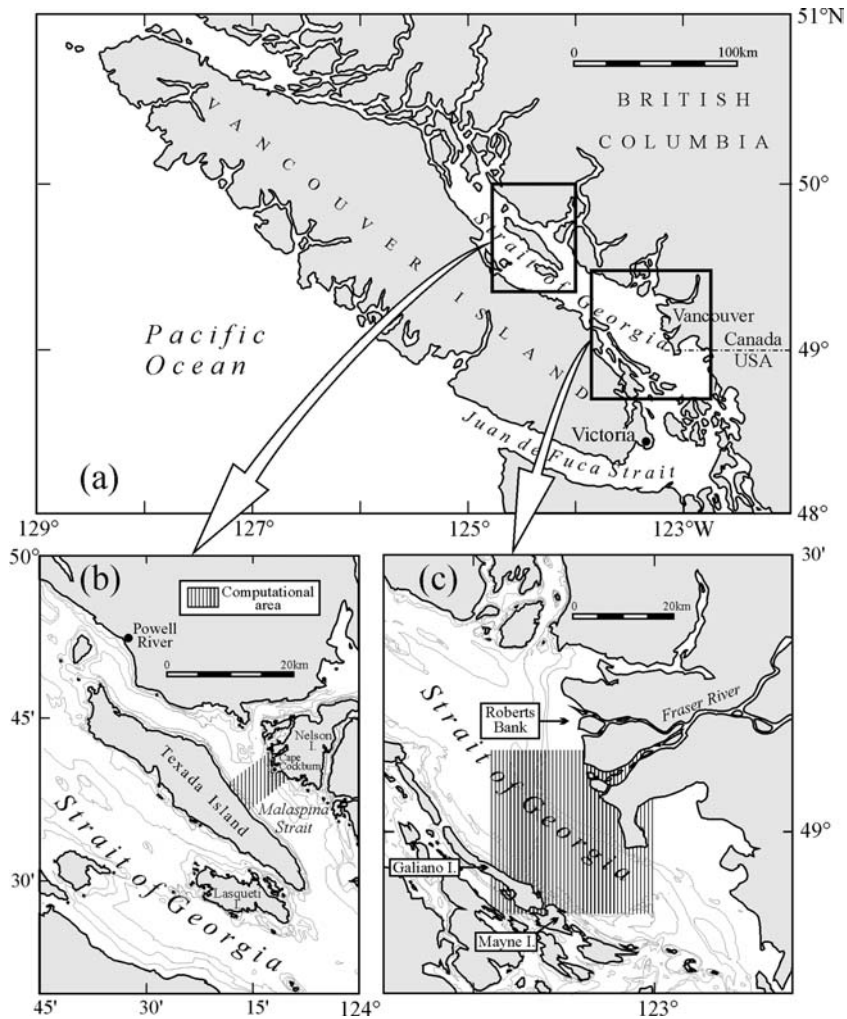 51°N
0
100km
BRITISH
COLUMBIA
VANCOUVER ISLAND
50°
Strait of Georgia
Vancouver
Pacific
Ocean
Canada
49°
USA
Victoria
Juan de Fuca Strait
(a)
48°
129°
127°
125°
123°W
50°
(b)
Computational
area
Powell
River
0
20km
45'
Nelson
I.
Cape
Cockburn
Texada Island
Malaspina
Strait
Strait of Georgia
30'
Lasqueti
I.
45'
30'
15'
124°
(c)
30'
0
20km
Strait of Georgia
Fraser River
Roberts
Bank
49°
Galiano I.
Mayne I.
123°